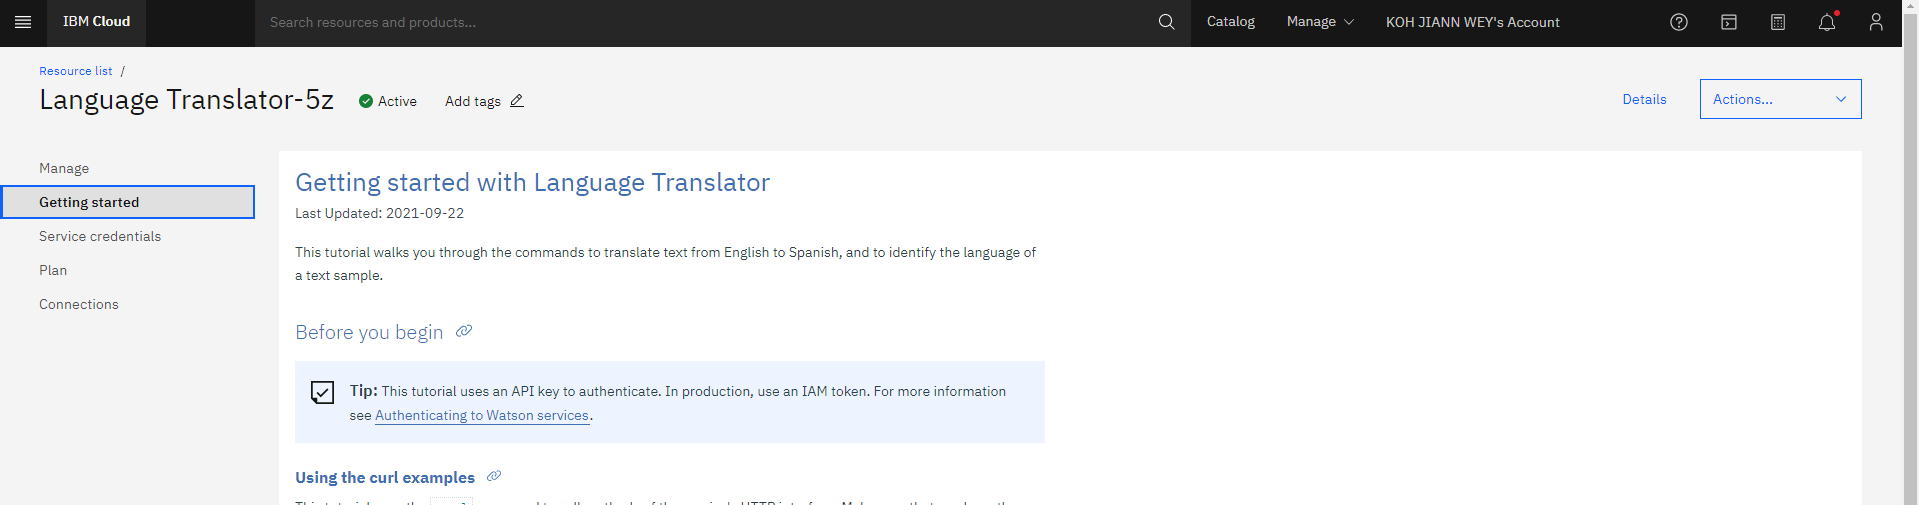 IBM Cloud
Search resources and products...
Catalog
Manage
KOH JIANN WEY's Account
Resource list /
Language Translator-5z
Active
Add tags
Details
Actions...
Manage
Getting started
Service credentials
Plan
Connections
Getting started with Language Translator
Last Updated: 2021-09-22
This tutorial walks you through the commands to translate text from English to Spanish, and to identify the language of
a text sample.
Before you begin
Tip: This tutorial uses an API key to authenticate. In production, use an IAM token. For more information
see Authenticating to Watson services.
Using the curl examples